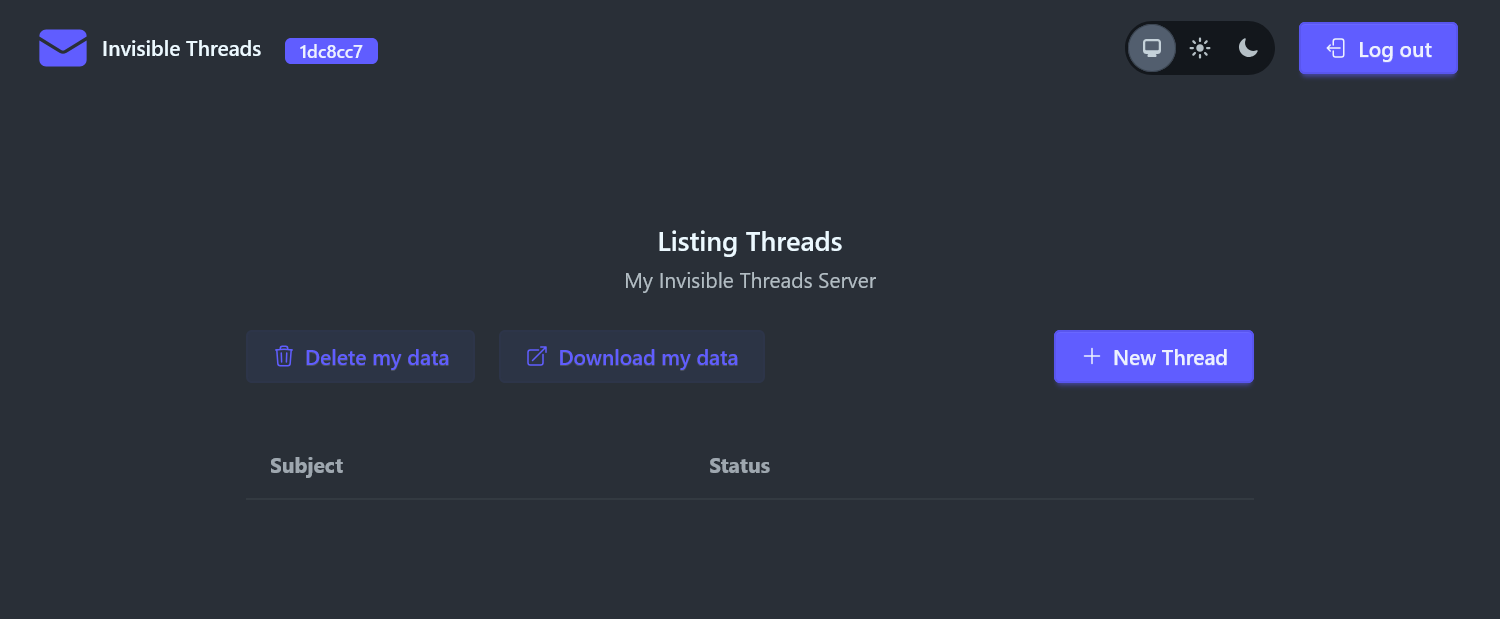 Invisible Threads 1dc8cc7 Log out
Listing Threads
My Invisible Threads Server
Delete my data Download my data New Thread
Subject Status